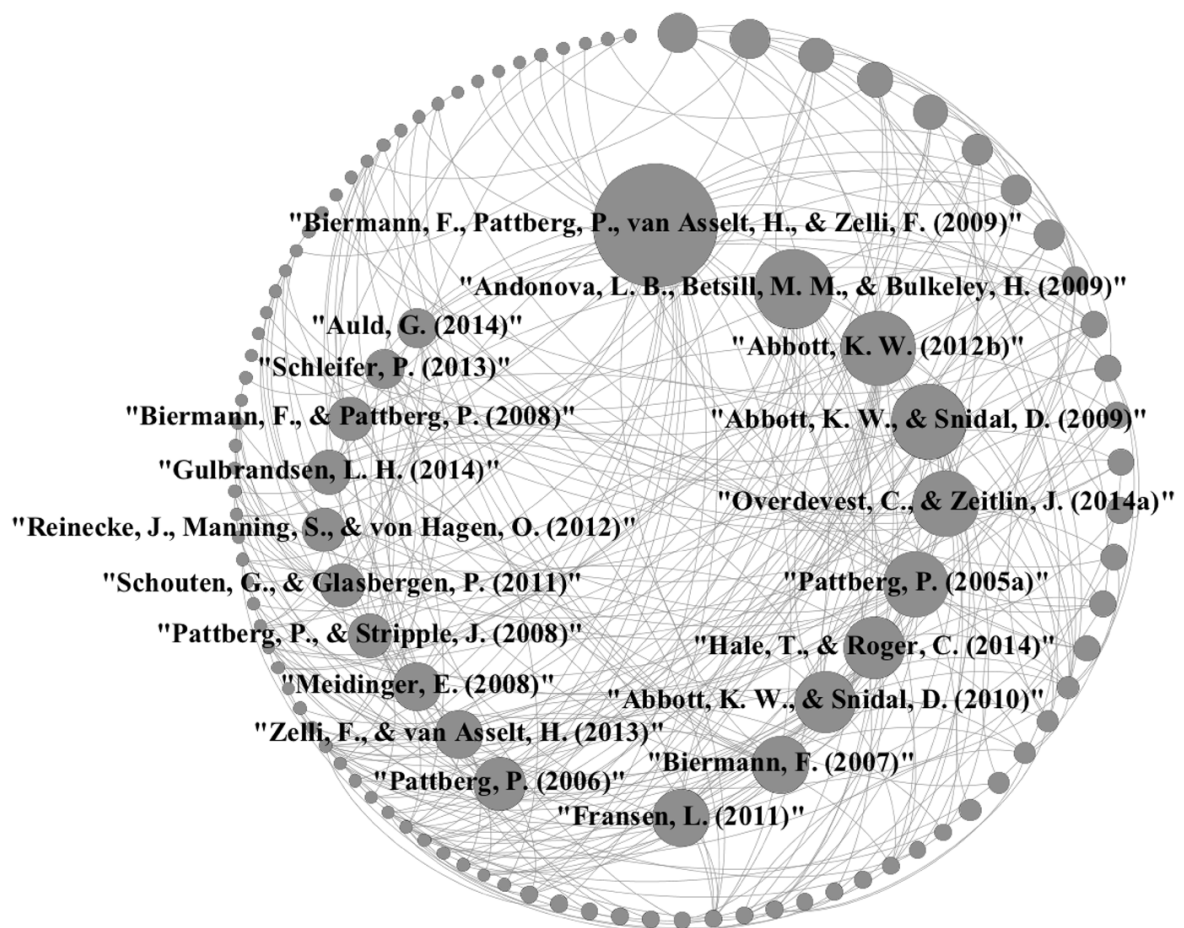 "Biermann, F., Pattberg, P., van Asselt, H., & Zelli, F. (2009)"
"Andonova, L. B., Betsill, M. M., & Bulkeley, H. (2009)"
"Auld, G. (2014)"
"Abbott, K. W. (2012b)"
"Schleifer, P. (2013)"
"Biermann, F., & Pattberg, P. (2008)"
"Abbott, K. W., & Snidal, D. (2009)"
"Gulbrandsen, L. H. (2014)"
"Overdevest, C., & Zeitlin, J. (2014a)"
"Reinecke, J., Manning, S., & von Hagen, O. (2012)"
"Schouten, G., & Glasbergen, P. (2011)"
"Pattberg, P. (2005a)"
"Pattberg, P., & Stripple, J. (2008)"
"Hale, T., & Roger, C. (2014)"
"Meidinger, E. (2008)"
"Abbott, K. W., & Snidal, D. (2010)"
"Zelli, F., & van Asselt, H. (2013)"
"Biermann, F. (2007)"
"Pattberg, P. (2006)"
"Fransen, L. (2011)"